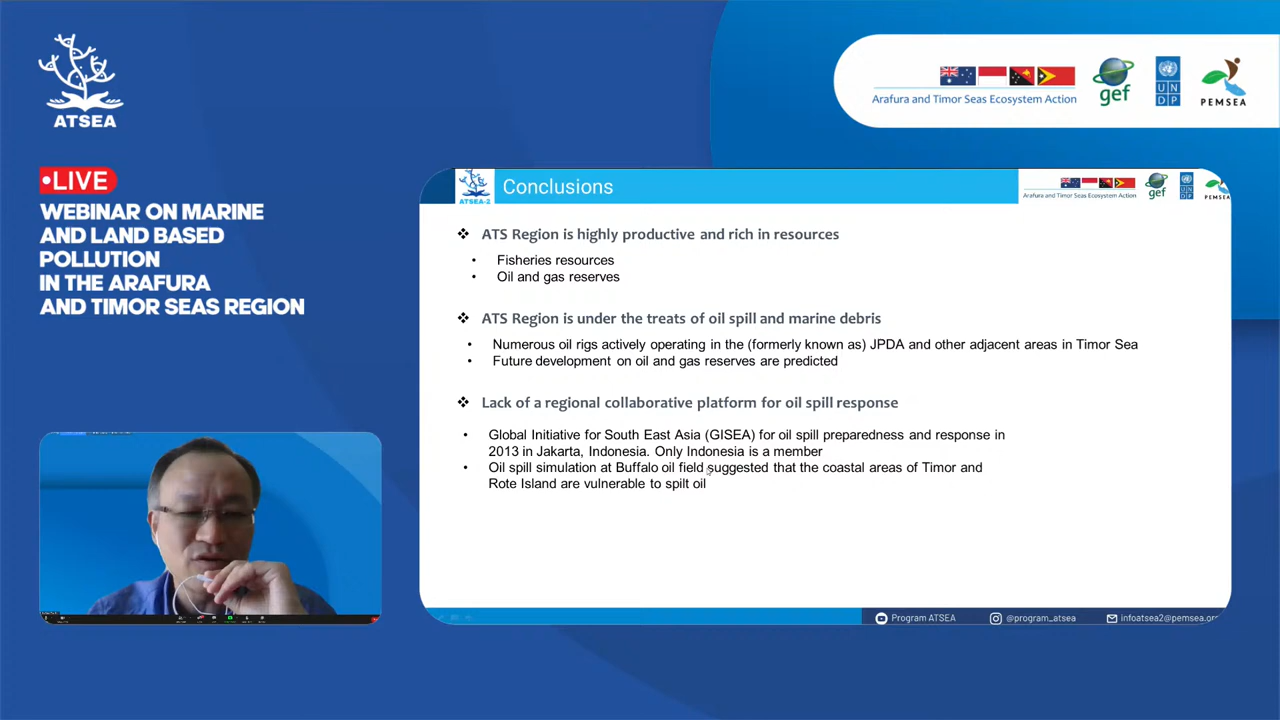 ATSEA
Arafura and Timor Seas Ecosystem Action
gef
U N
D P
PEMSEA
•LIVE
WEBINAR ON MARINE
AND LAND BASED
POLLUTION
IN THE ARAFURA
AND TIMOR SEAS REGION
ATSEA-2
Conclusions
Arafura and Timor Seas Ecosystem Action
gef
U N
D P
PEMSEA
❖ ATS Region is highly productive and rich in resources
• Fisheries resources
• Oil and gas reserves
❖ ATS Region is under the treats of oil spill and marine debris
• Numerous oil rigs actively operating in the (formerly known as) JPDA and other adjacent areas in Timor Sea
• Future development on oil and gas reserves are predicted
❖ Lack of a regional collaborative platform for oil spill response
• Global Initiative for South East Asia (GISEA) for oil spill preparedness and response in
2013 in Jakarta, Indonesia. Only Indonesia is a member
• Oil spill simulation at Buffalo oil field suggested that the coastal areas of Timor and
Rote Island are vulnerable to spilt oil
Program ATSEA
@program_atsea
infoatsea2@pemsea.org